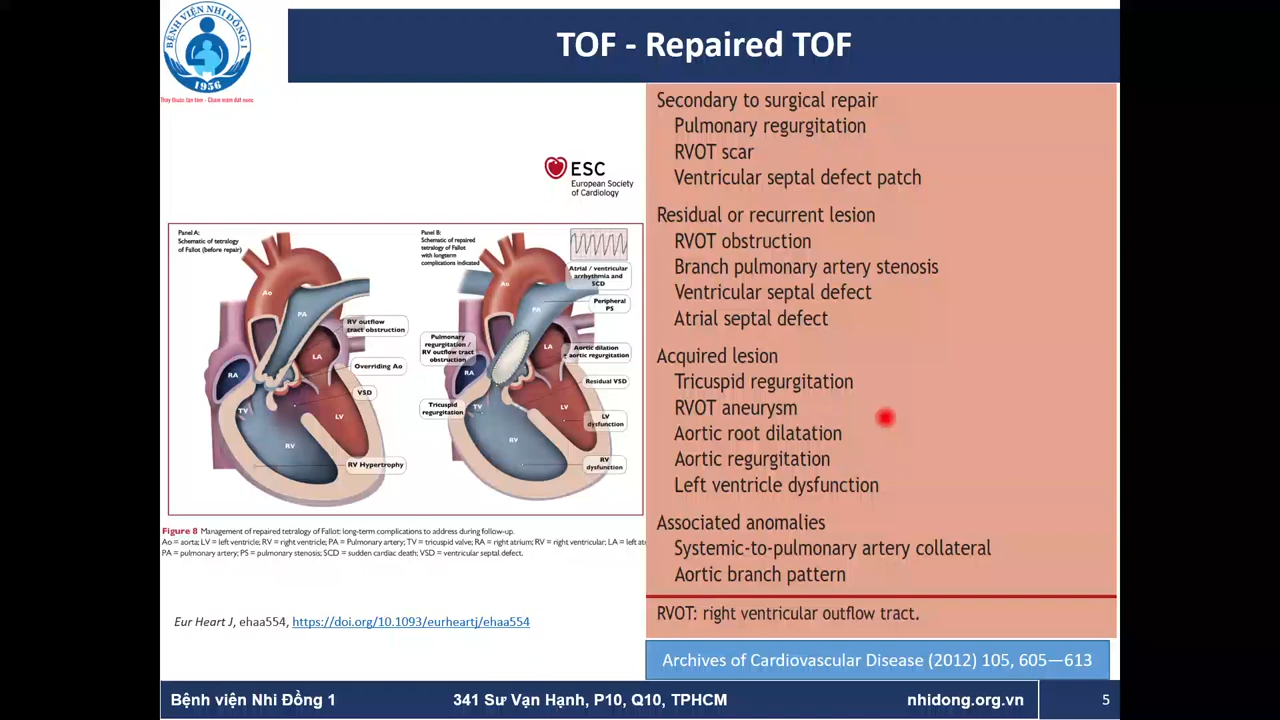 BỆNH VIỆN NHI ĐỒNG 1
1956
TOF - Repaired TOF
ESC
European Society
of Cardiology
Panel A:
Schematic of tetralogy
of Fallot (before repair)
Ao
PA
RV outflow
tract obstruction
LA
Overriding Ao
RA
VSD
TV
LV
RV
RV Hypertrophy
Panel B:
Schematic of repaired
tetralogy of Fallot
with longterm
complications indicated
Atrial / ventricular
arrhythmia and
SCD
Ao
Peripheral
PS
PA
Pulmonary
regurgitation /
RV outflow tract
obstruction
LA
Aortic dilation
aortic regurgitation
RA
Residual VSD
Tricuspid
regurgitation
TV
LV
LV
dysfunction
RV
RV
dysfunction
Figure 8 Management of repaired tetralogy of Fallot: long-term complications to address during follow-up.
Ao = aorta; LV = left ventricle; RV = right ventricle; PA = Pulmonary artery; TV = tricuspid valve; RA = right atrium; RV = right ventricular; LA = left
PA = pulmonary artery; PS = pulmonary stenosis; SCD = sudden cardiac death; VSD = ventricular septal defect.
Eur Heart J, ehaa554, https://doi.org/10.1093/eurheartj/ehaa554
Secondary to surgical repair
Pulmonary regurgitation
RVOT scar
Ventricular septal defect patch
Residual or recurrent lesion
RVOT obstruction
Branch pulmonary artery stenosis
Ventricular septal defect
Atrial septal defect
Acquired lesion
Tricuspid regurgitation
RVOT aneurysm
Aortic root dilatation
Aortic regurgitation
Left ventricle dysfunction
Associated anomalies
Systemic-to-pulmonary artery collateral
Aortic branch pattern
RVOT: right ventricular outflow tract.
Archives of Cardiovascular Disease (2012) 105, 605—613
Bệnh viện Nhi Đồng 1
341 Sư Vạn Hạnh, P10, Q10, TPHCM
nhidong.org.vn
5